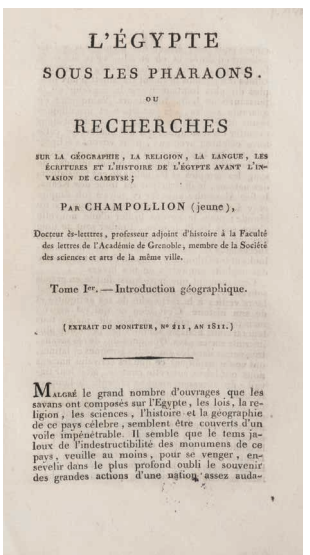 L'ÉGYPTE
SOUS LES PHARAONS.
OU
RECHERCHES
SUR LA GÉOGRAPHIE, LA RELIGION, LA LANGUE, LES
ÉCRITURES ET L'HISTOIRE DE L'ÉGYPTE AVANT L'IN-
VASION DE CAMBYSE;
PAR CHAMPOLLION (jeune),
Docteur ès-letttres, professeur adjoint d'histoire à la Faculté
des lettres de l'Académie de Grenoble, membre de la Société
des sciences et arts de la même ville.
Tome Ier. — Introduction géographique.
(EXTRAIT DU MONITEUR, No 211, AN 1811.)
MALGRÉ le grand nombre d'ouvrages que les
savans ont composés sur l'Egypte, les lois, la re-
ligion, les sciences, l'histoire et la géographie
de ce pays célebre, semblent être couverts d'un
voile impénétrable. Il semble que le tems ja-
loux de l'indestructibilité des monumens de ce
pays, veuille au moins, pour se venger, en-
sevelir dans le plus profond oubli le souvenir
des grandes actions d'une nation assez auda-